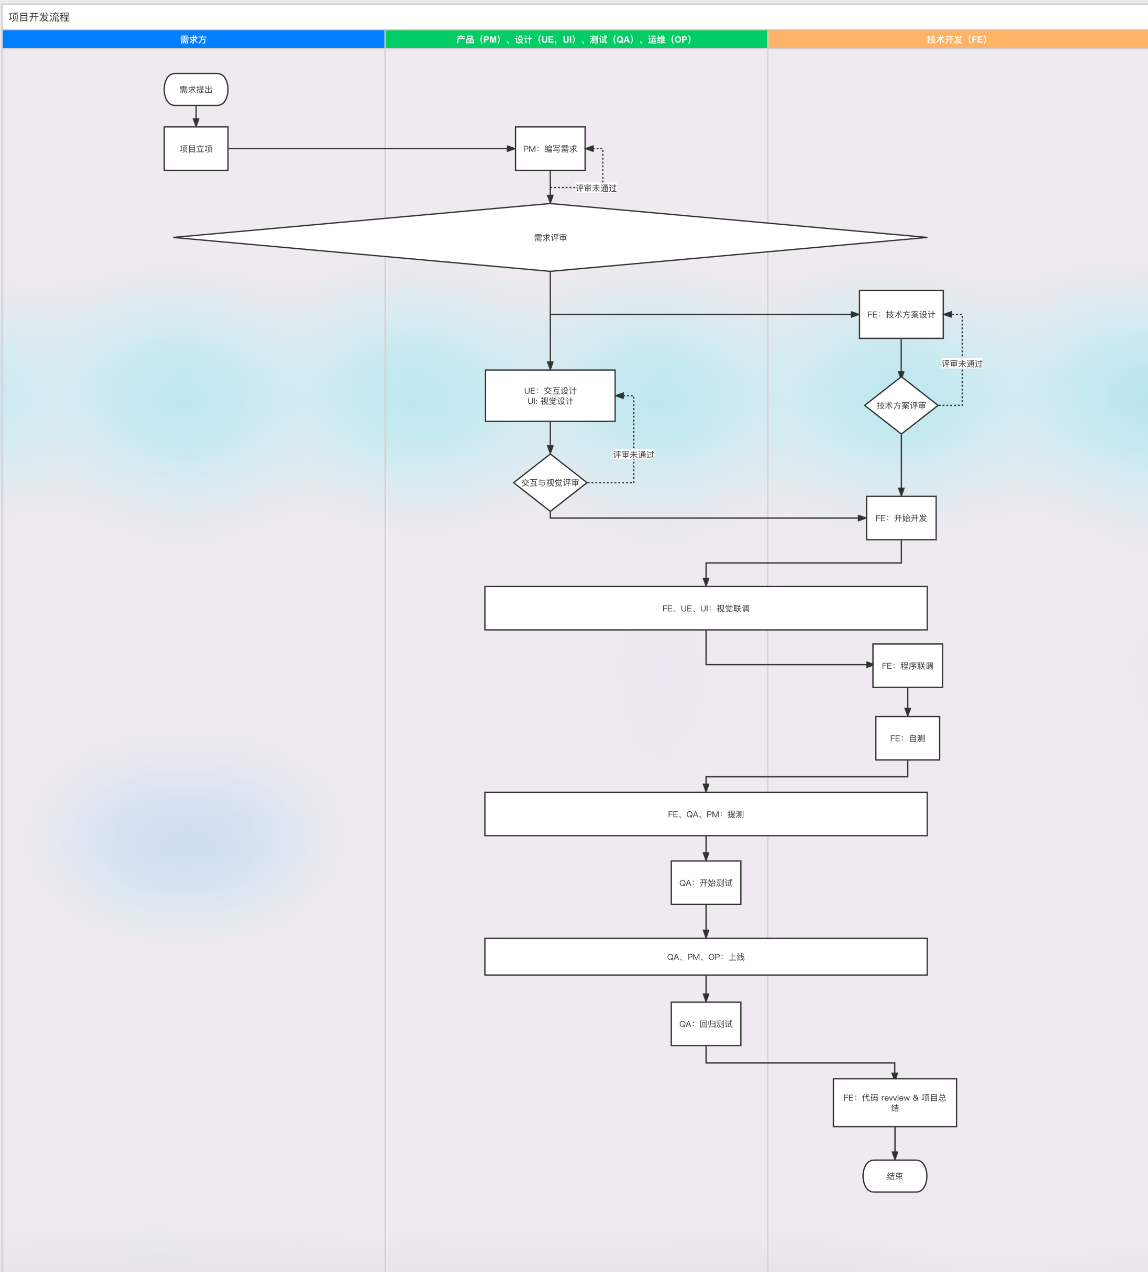 项目开发流程
需求方
产品（PM）、设计（UE，UI）、测试（QA）、运维（OP）
技术开发（FE）
需求提出
项目立项
PM：编写需求
评审未通过
需求评审
FE：技术方案设计
评审未通过
UE：交互设计
UI: 视觉设计
技术方案评审
评审未通过
交互与视觉评审
FE：开始开发
FE、UE、UI：视觉联调
FE：程序联调
FE：自测
FE、QA、PM：提测
QA：开始测试
QA、PM、OP：上线
QA：回归测试
FE：代码 revview & 项目总
结
结束